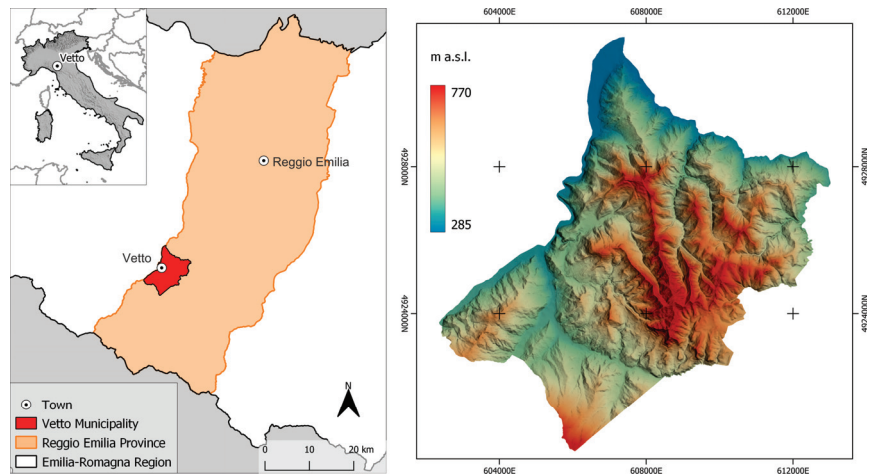 Vetto
Reggio Emilia
Vetto
Town
Vetto Municipality
Reggio Emilia Province
Emilia-Romagna Region
N
0 10 20 km
604000E 608000E 612000E
m a.s.l.
770
285
4928000N
4928000N
4924000N
4924000N
604000E 608000E 612000E